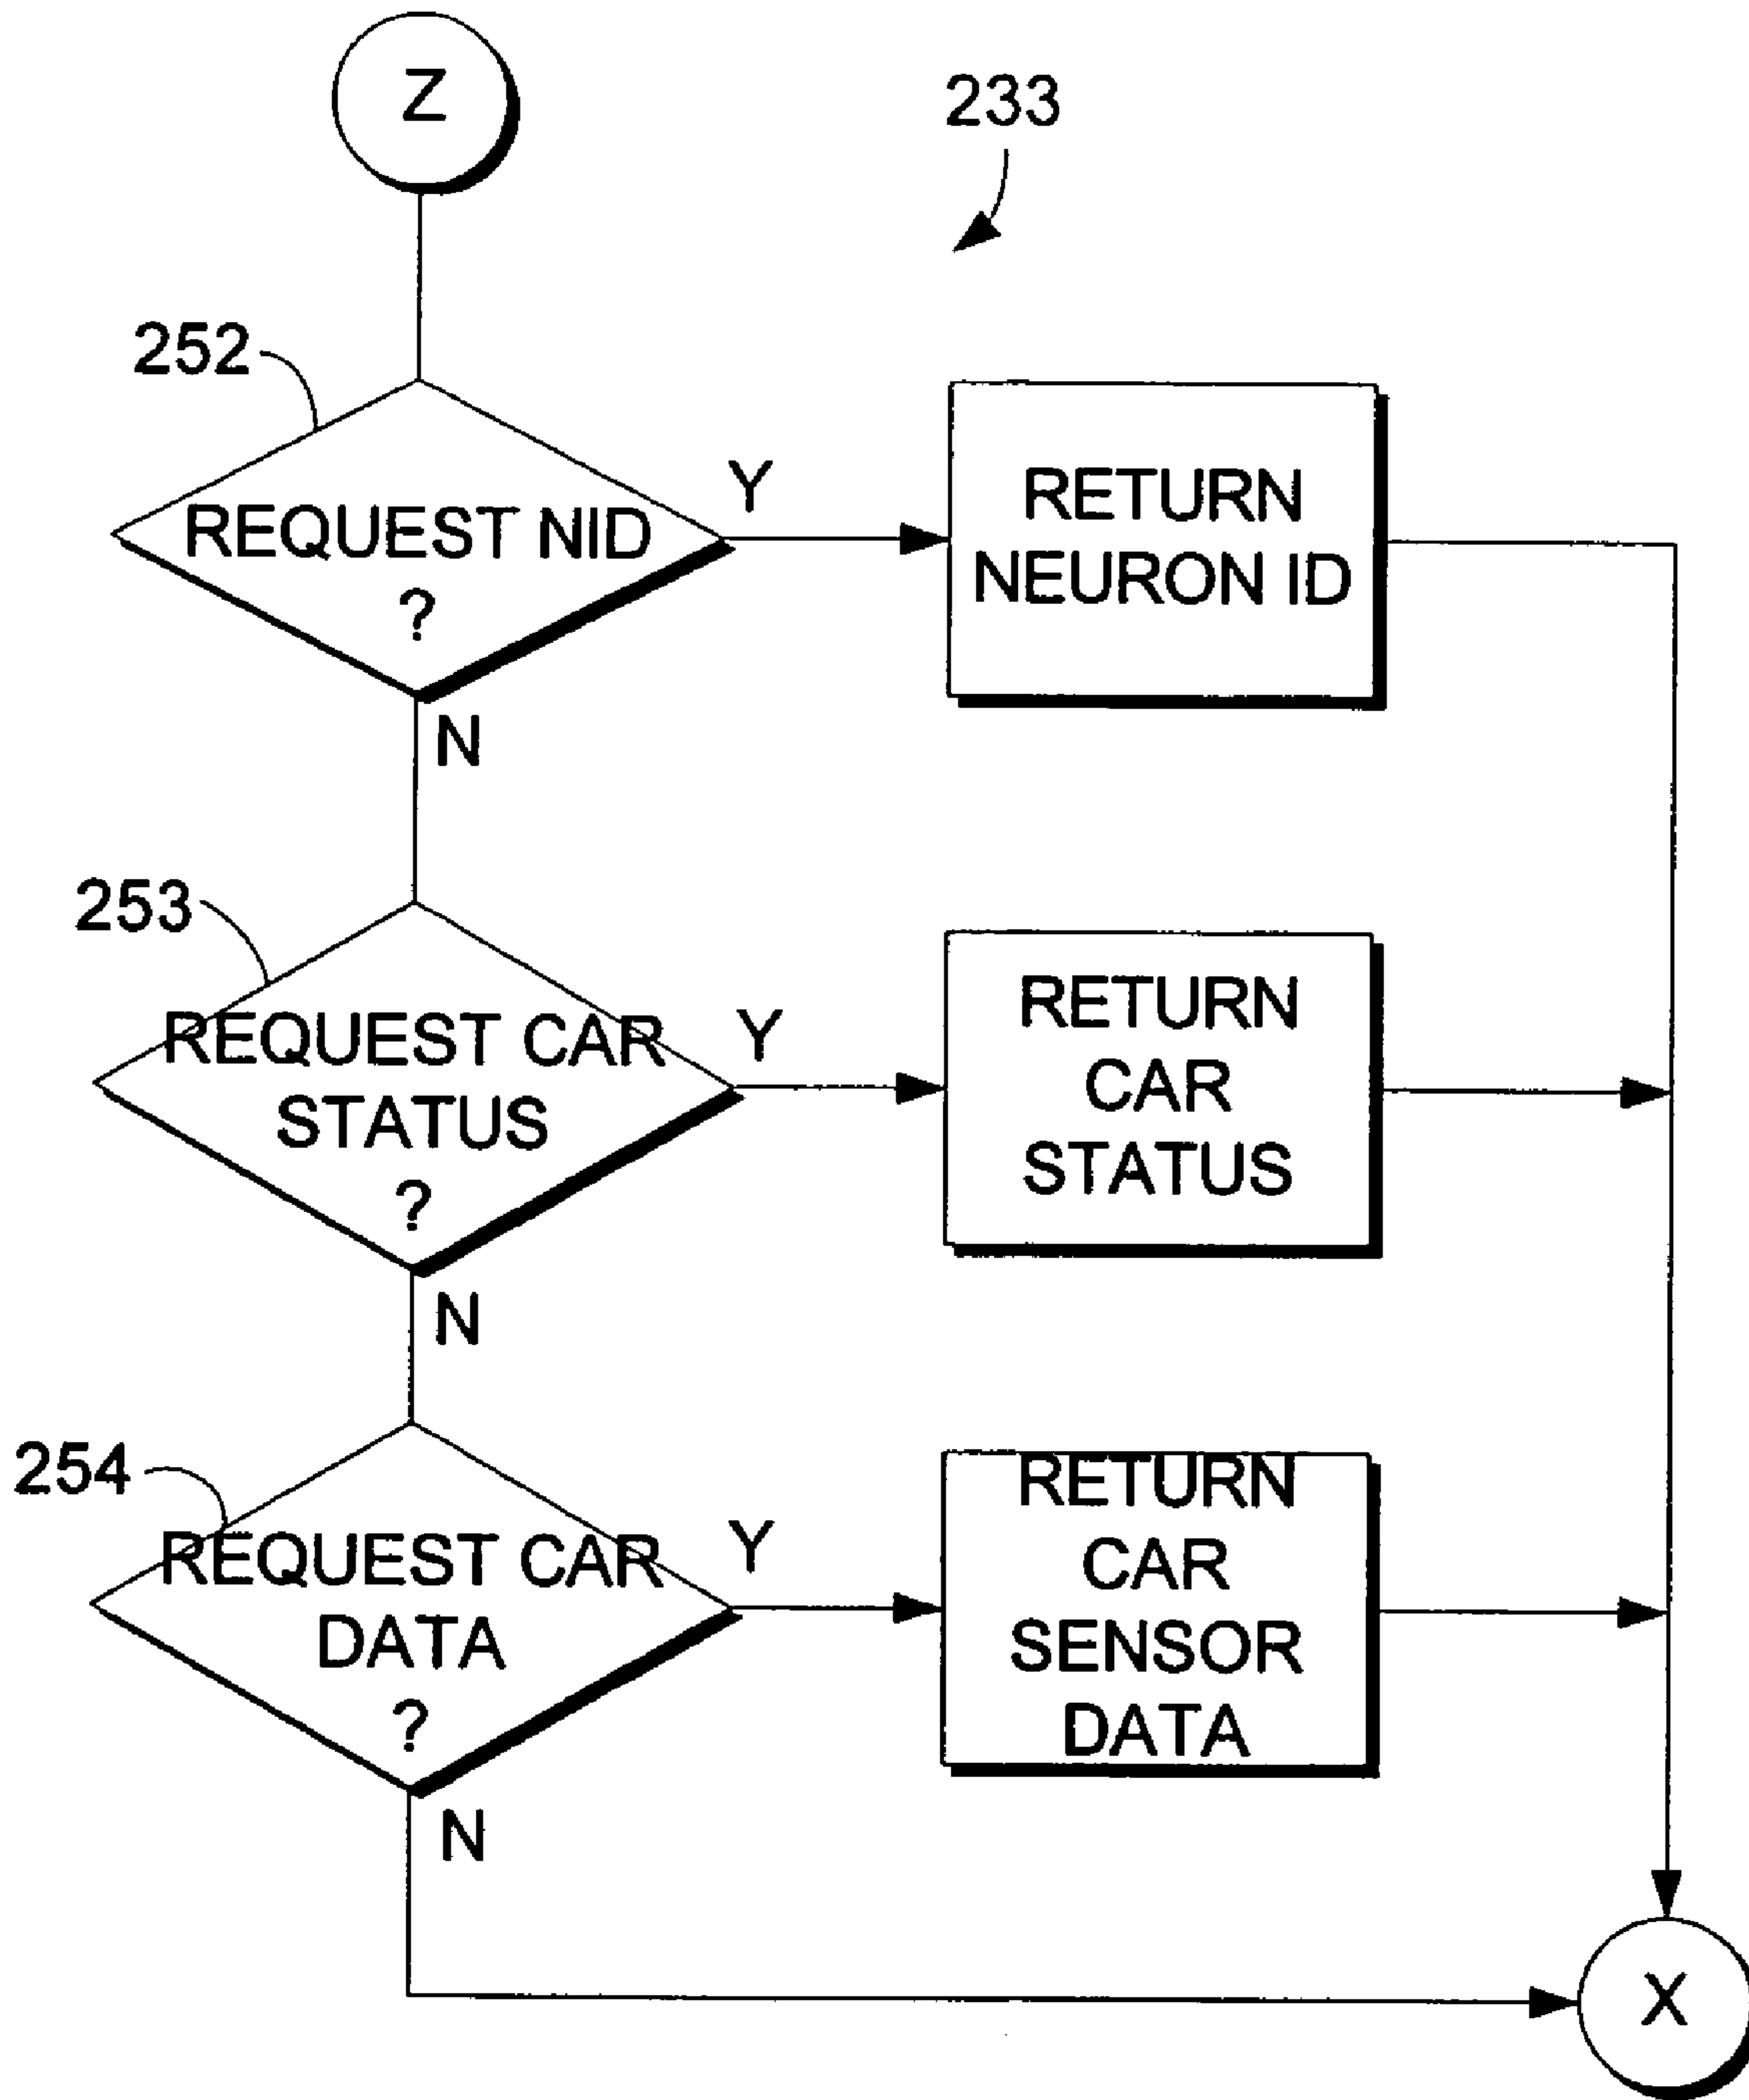 Z
233
252
REQUEST NID
?
Y
RETURN
NEURON ID
N
253
REQUEST CAR
STATUS
?
Y
RETURN
CAR
STATUS
N
254
REQUEST CAR
DATA
?
Y
RETURN
CAR
SENSOR
DATA
N
X